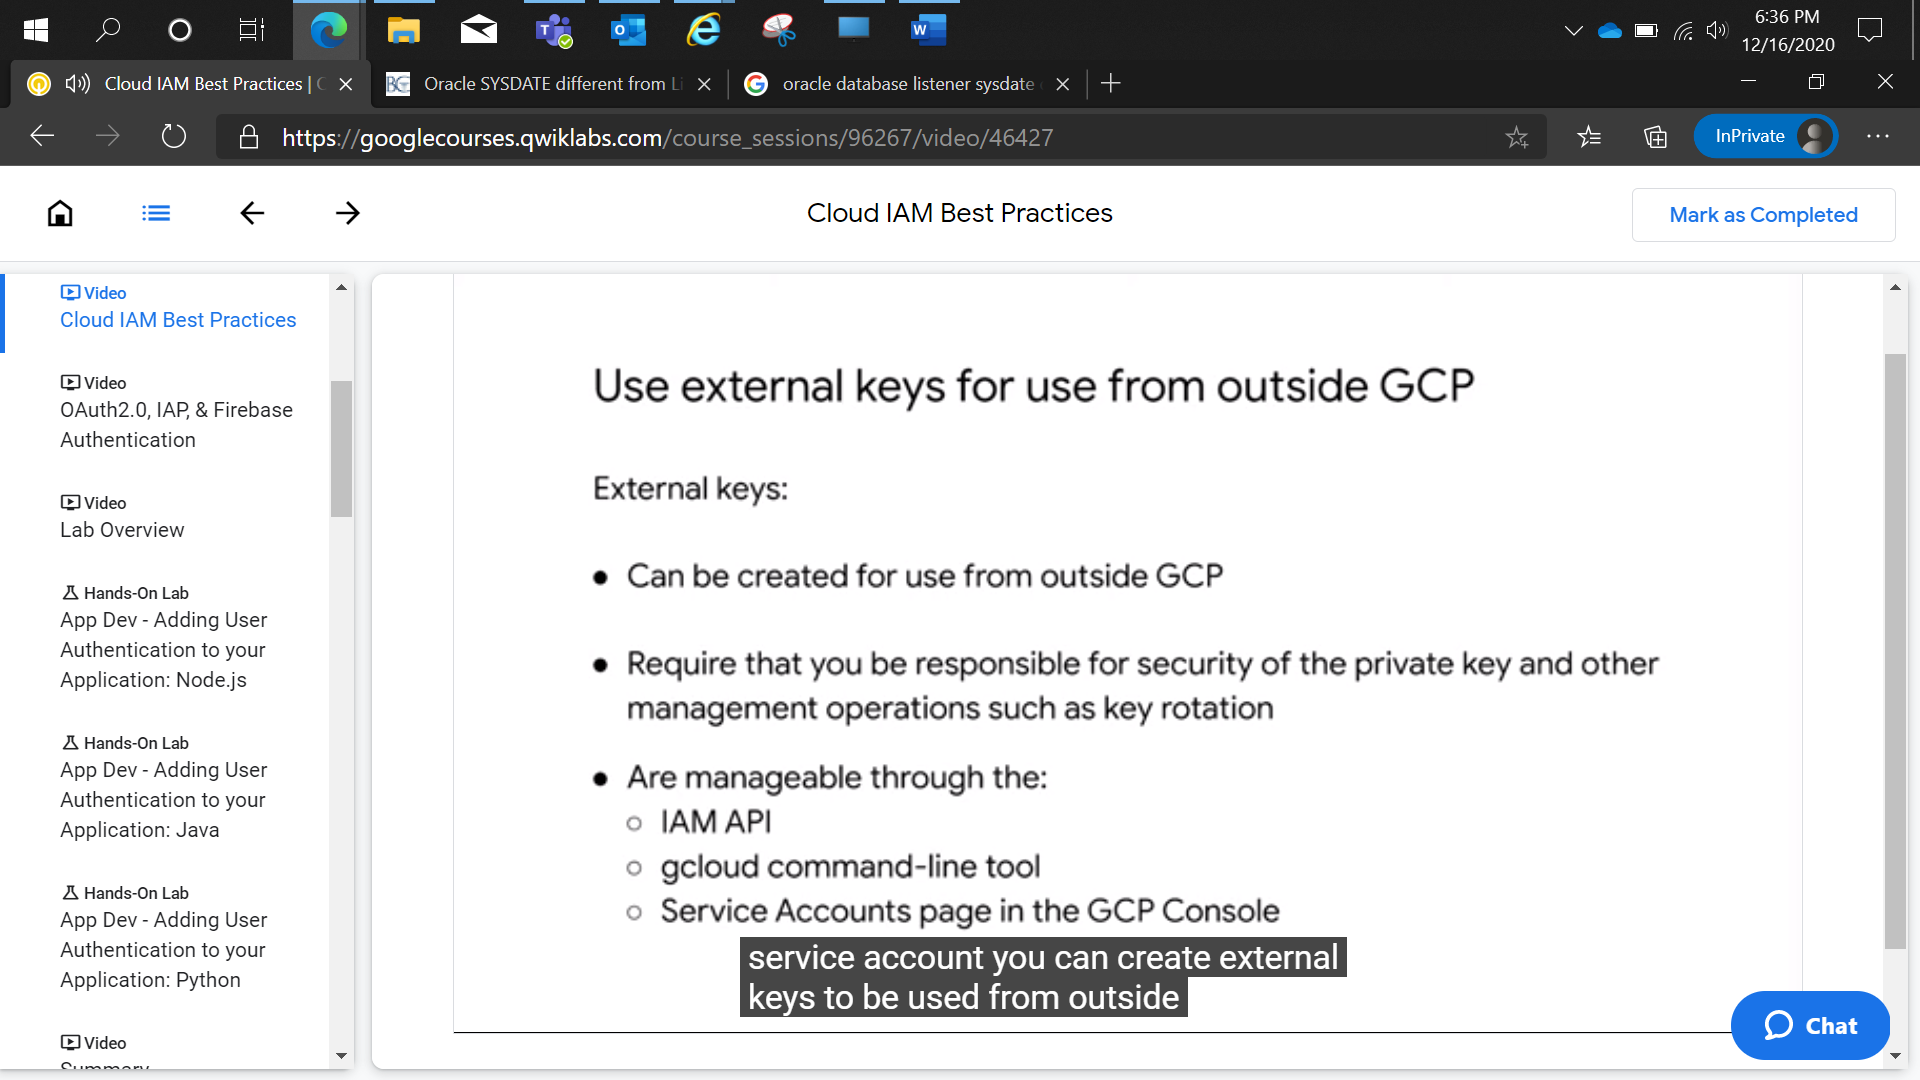 6:36 PM
12/16/2020
Cloud IAM Best Practices |
Oracle SYSDATE different from Li
oracle database listener sysdate
https://googlecourses.qwiklabs.com/course_sessions/96267/video/46427
InPrivate
Cloud IAM Best Practices
Mark as Completed
Video
Cloud IAM Best Practices
Video
OAuth2.0, IAP, & Firebase
Authentication
Video
Lab Overview
Hands-On Lab
App Dev - Adding User
Authentication to your
Application: Node.js
Hands-On Lab
App Dev - Adding User
Authentication to your
Application: Java
Hands-On Lab
App Dev - Adding User
Authentication to your
Application: Python
Video
Summary
Use external keys for use from outside GCP
External keys:
● Can be created for use from outside GCP
● Require that you be responsible for security of the private key and other
management operations such as key rotation
● Are manageable through the:
○ IAM API
○ gcloud command-line tool
○ Service Accounts page in the GCP Console
service account you can create external
keys to be used from outside
Chat